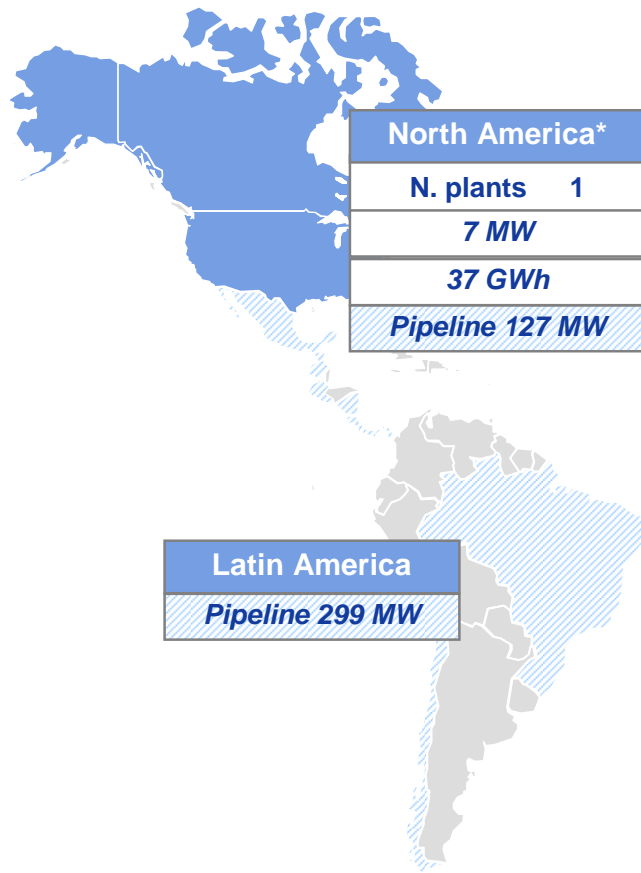 North America*
N. plants 1
7 MW
37 GWh
Pipeline 127 MW
Latin America
Pipeline 299 MW